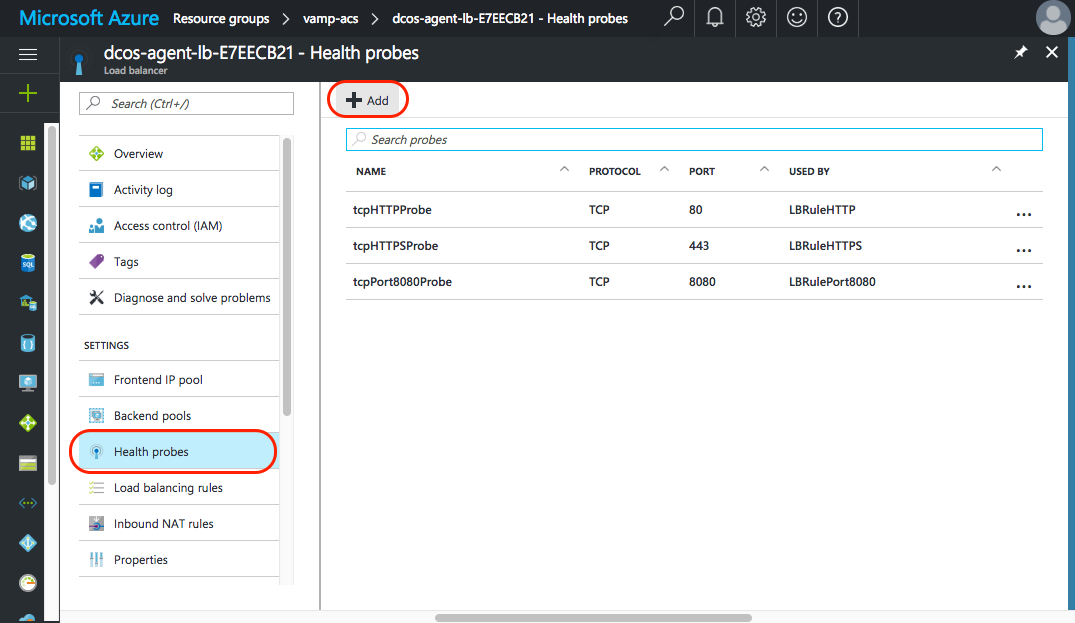 Microsoft Azure Resource groups > vamp-acs > dcos-agent-lb-E7EECB21 - Health probes
dcos-agent-lb-E7EECB21 - Health probes
Load balancer
Search (Ctrl+/)
Overview
Activity log
Access control (IAM)
Tags
Diagnose and solve problems
SETTINGS
Frontend IP pool
Backend pools
Health probes
Load balancing rules
Inbound NAT rules
Properties
Add
Search probes
NAME PROTOCOL PORT USED BY
tcpHTTPProbe TCP 80 LBRuleHTTP ...
tcpHTTPSProbe TCP 443 LBRuleHTTPS ...
tcpPort8080Probe TCP 8080 LBRulePort8080 ...
SQL